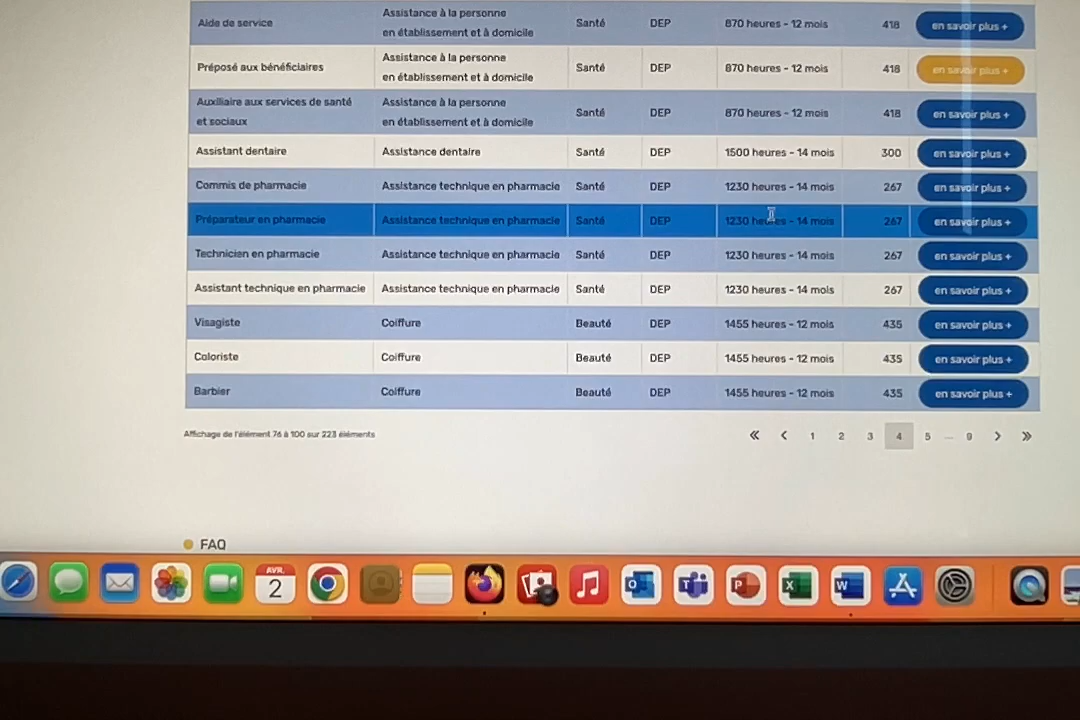 Aide de service Assistance à la personne en établissement et à domicile Santé DEP 870 heures - 12 mois 418 en savoir plus +
Préposé aux bénéficiaires Assistance à la personne en établissement et à domicile Santé DEP 870 heures - 12 mois 418 en savoir plus +
Auxiliaire aux services de santé et sociaux Assistance à la personne en établissement et à domicile Santé DEP 870 heures - 12 mois 418 en savoir plus +
Assistant dentaire Assistance dentaire Santé DEP 1500 heures - 14 mois 300 en savoir plus +
Commis de pharmacie Assistance technique en pharmacie Santé DEP 1230 heures - 14 mois 267 en savoir plus +
Préparateur en pharmacie Assistance technique en pharmacie Santé DEP 1230 heures - 14 mois 267 en savoir plus +
Technicien en pharmacie Assistance technique en pharmacie Santé DEP 1230 heures - 14 mois 267 en savoir plus +
Assistant technique en pharmacie Assistance technique en pharmacie Santé DEP 1230 heures - 14 mois 267 en savoir plus +
Visagiste Coiffure Beauté DEP 1455 heures - 12 mois 435 en savoir plus +
Coloriste Coiffure Beauté DEP 1455 heures - 12 mois 435 en savoir plus +
Barbier Coiffure Beauté DEP 1455 heures - 12 mois 435 en savoir plus +
Affichage de l'élément 76 à 100 sur 223 éléments « ‹ 1 2 3 4 5 ... 9 › »
FAQ
AVR.
2
O T P X W